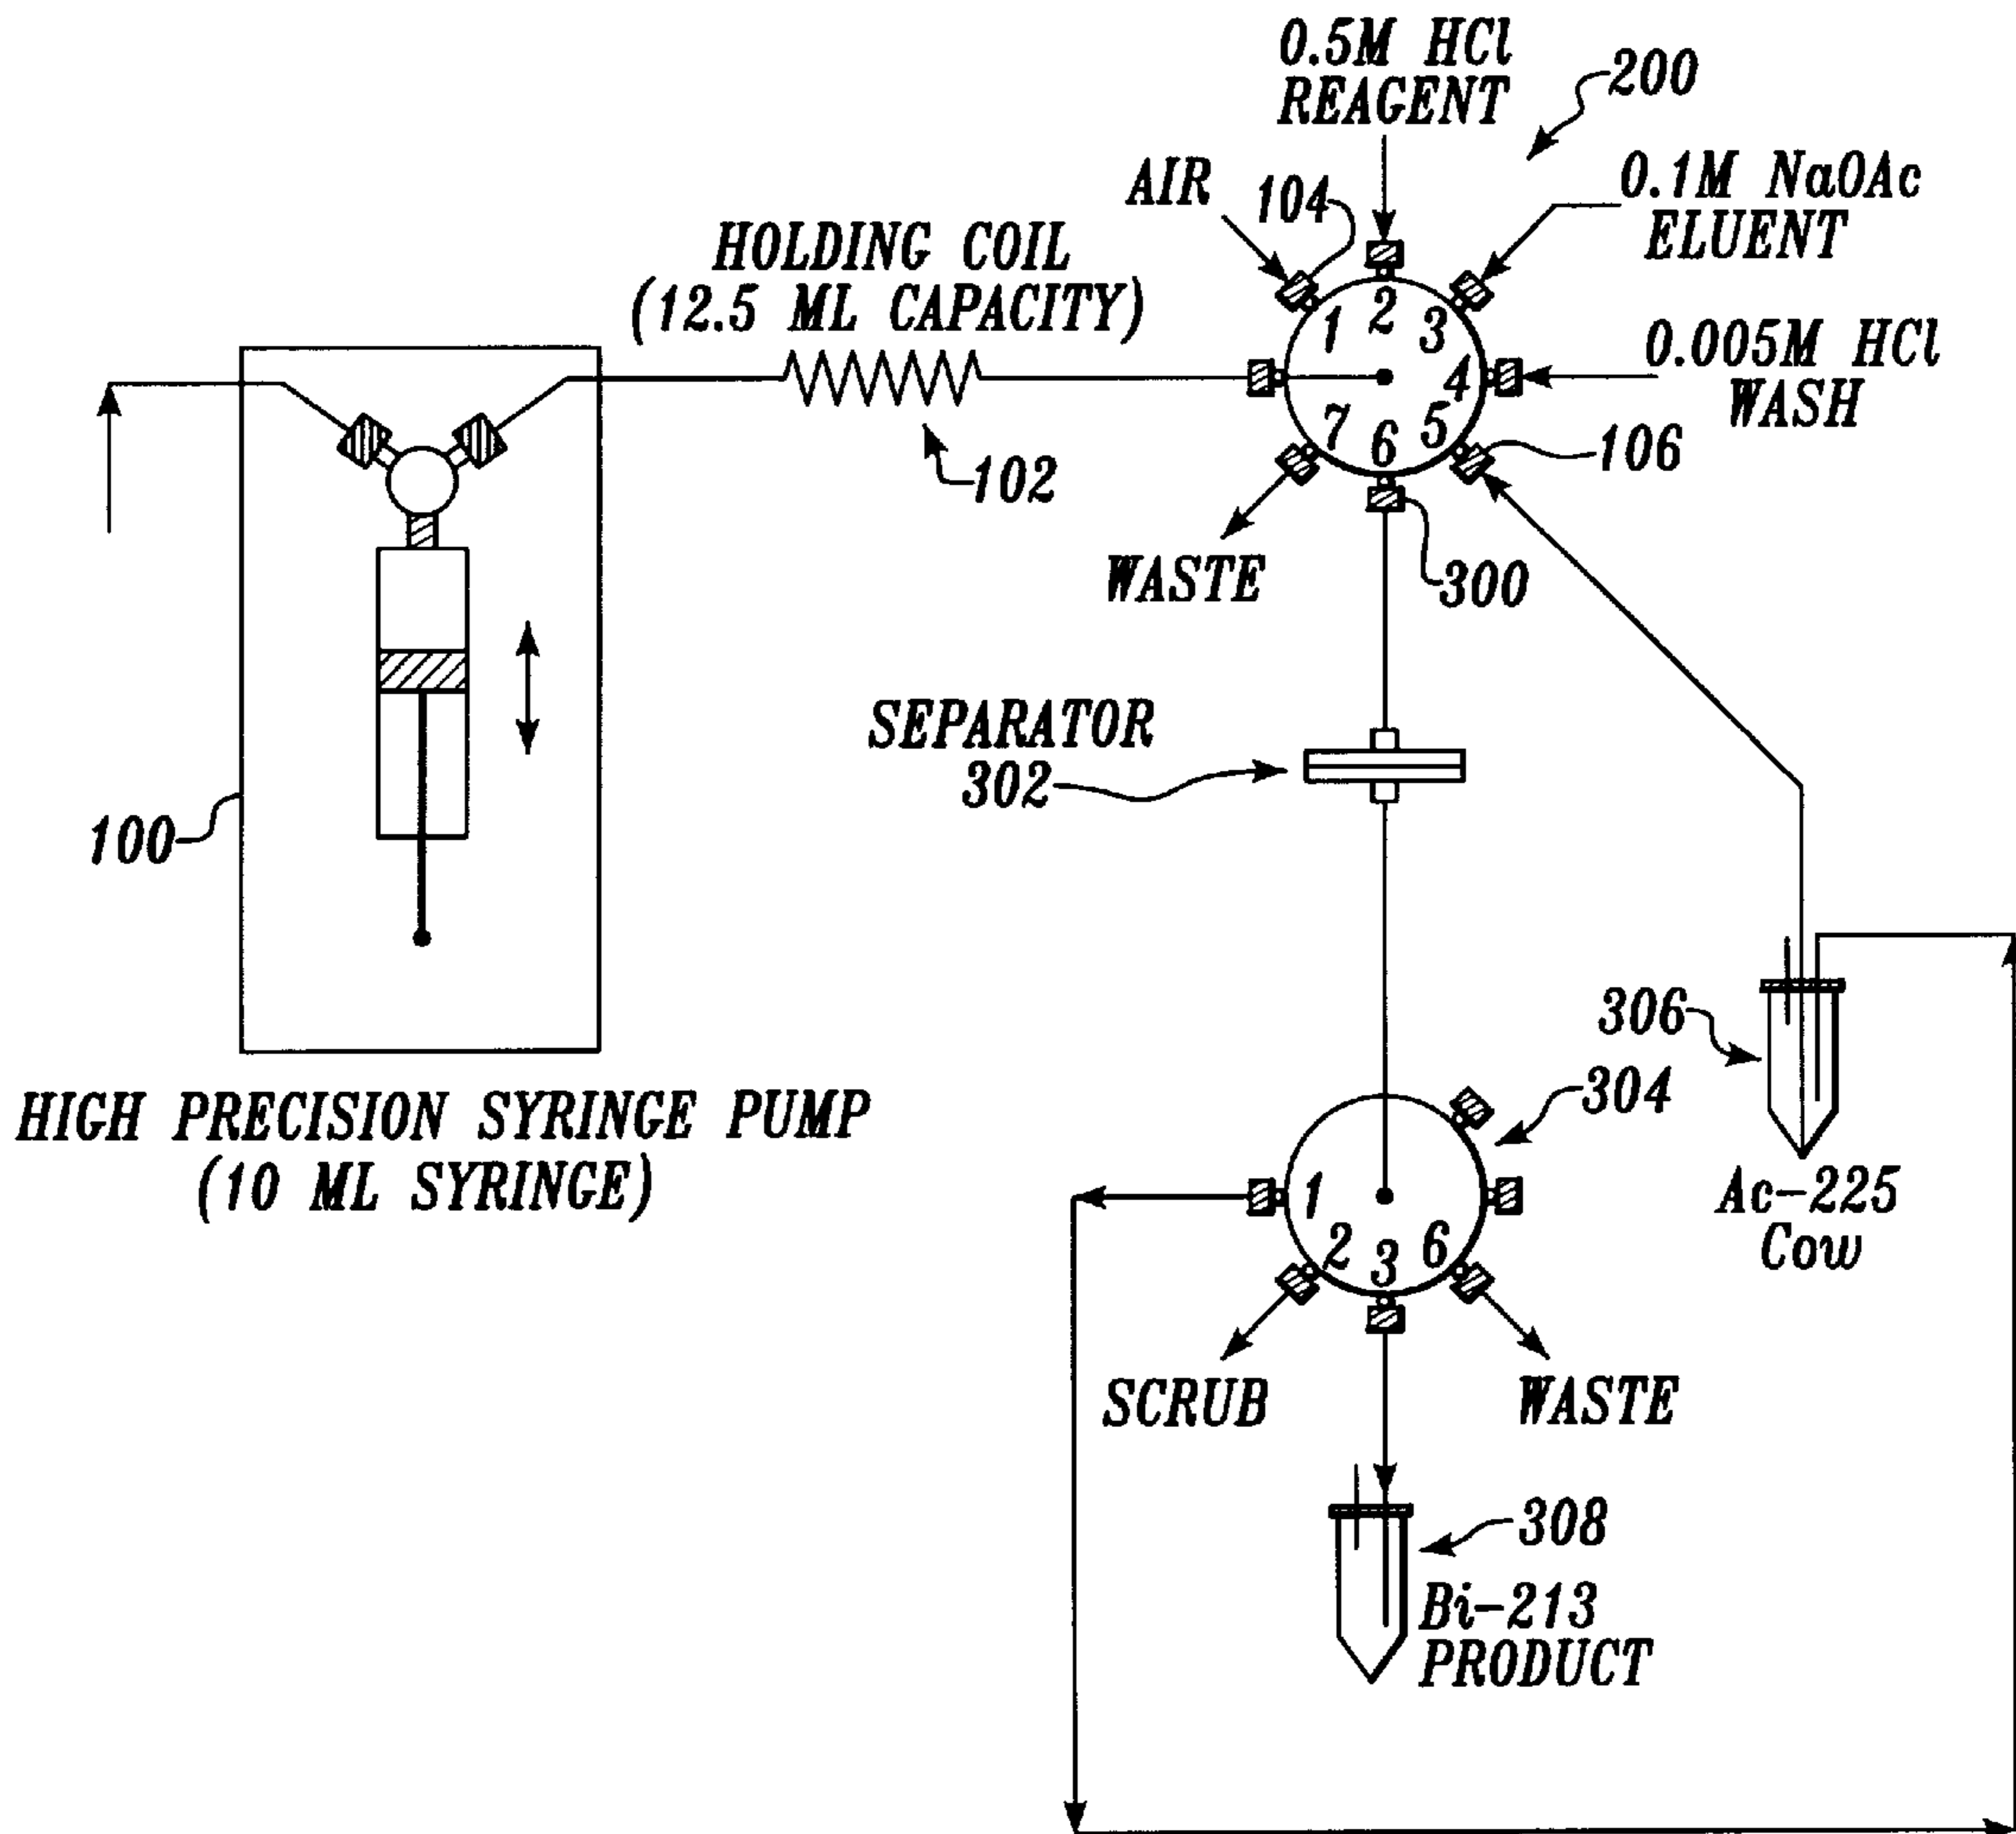 0.5M HCl
REAGENT
200
AIR
104
0.1M NaOAc
ELUENT
HOLDING COIL
(12.5 ML CAPACITY)
1
2
3
4
5
6
7
0.005M HCl
WASH
106
102
WASTE
300
SEPARATOR
302
100
306
304
HIGH PRECISION SYRINGE PUMP
(10 ML SYRINGE)
1
2
3
6
Ac-225
Cow
SCRUB
WASTE
308
Bi-213
PRODUCT